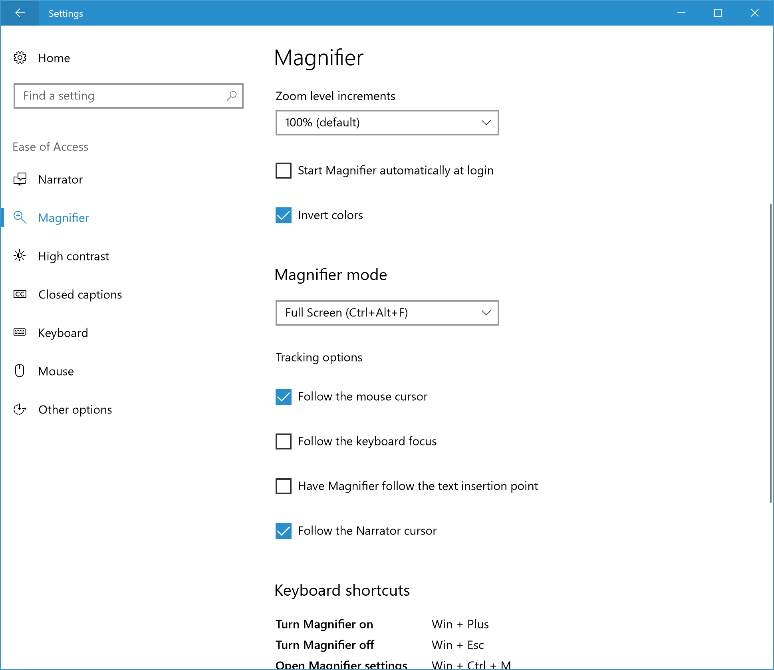 Settings
Home
Find a setting
Ease of Access
Narrator
Magnifier
High contrast
Closed captions
Keyboard
Mouse
Other options
Magnifier
Zoom level increments
100% (default)
Start Magnifier automatically at login
Invert colors
Magnifier mode
Full Screen (Ctrl+Alt+F)
Tracking options
Follow the mouse cursor
Follow the keyboard focus
Have Magnifier follow the text insertion point
Follow the Narrator cursor
Keyboard shortcuts
Turn Magnifier on Win + Plus
Turn Magnifier off Win + Esc
Open Magnifier settings Win + Ctrl + M